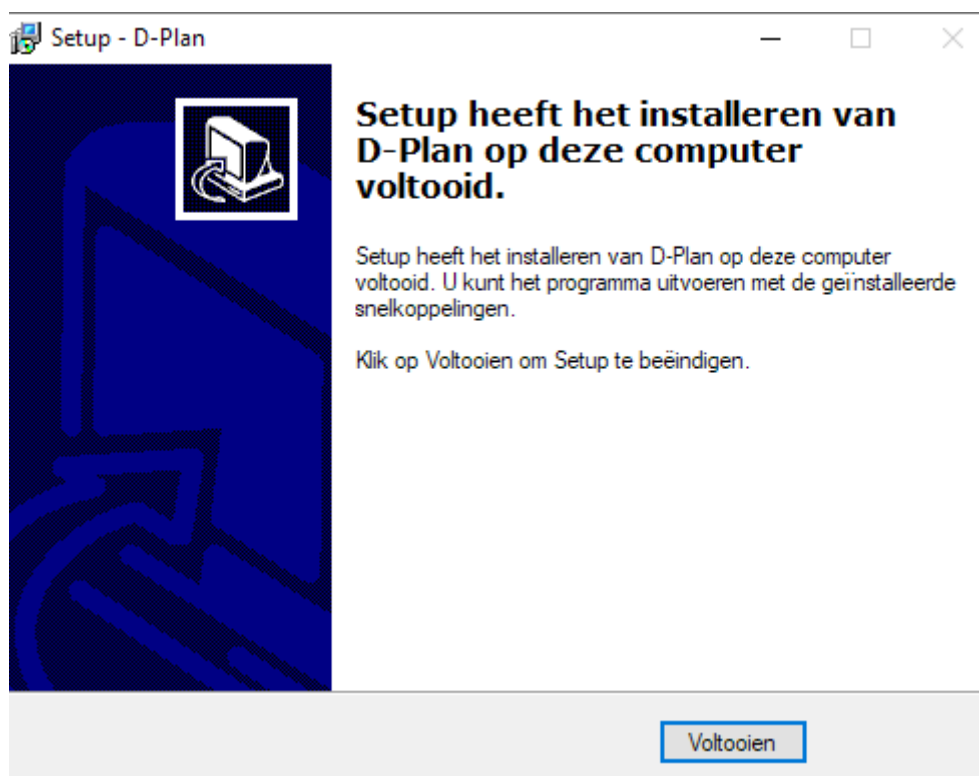 Setup - D-Plan
Setup heeft het installeren van
D-Plan op deze computer
voltooid.
Setup heeft het installeren van D-Plan op deze computer
voltooid. U kunt het programma uitvoeren met de geïnstalleerde
snelkoppelingen.
Klik op Voltooien om Setup te beëindigen.
Voltooien